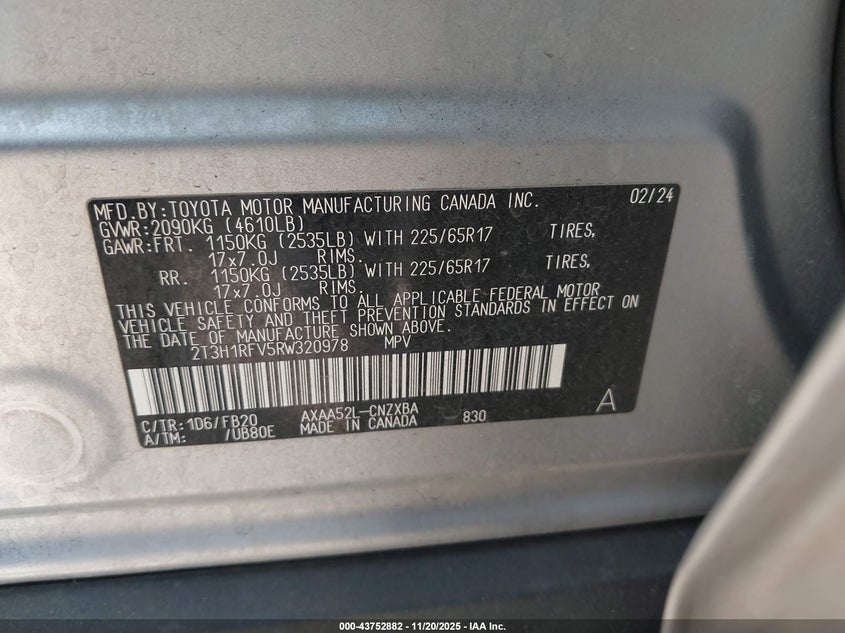 MFD.BY:TOYOTA MOTOR MANUFACTURING CANADA INC. 02/24
GVWR:2090KG (4610LB)
GAWR:FRT. 1150KG (2535LB) WITH 225/65R17 TIRES,
17x7.0J RIMS.
RR. 1150KG (2535LB) WITH 225/65R17 TIRES,
17x7.0J RIMS.
THIS VEHICLE CONFORMS TO ALL APPLICABLE FEDERAL MOTOR
VEHICLE SAFETY AND THEFT PREVENTION STANDARDS IN EFFECT ON
THE DATE OF MANUFACTURE SHOWN ABOVE.
2T3H1RFV5RW320978 MPV
C/TR:1D6/FB20 AXAA52L-CNZXBA 830 A
A/TM: /UB80E MADE IN CANADA
000-43752882 - 11/20/2025 - IAA Inc.